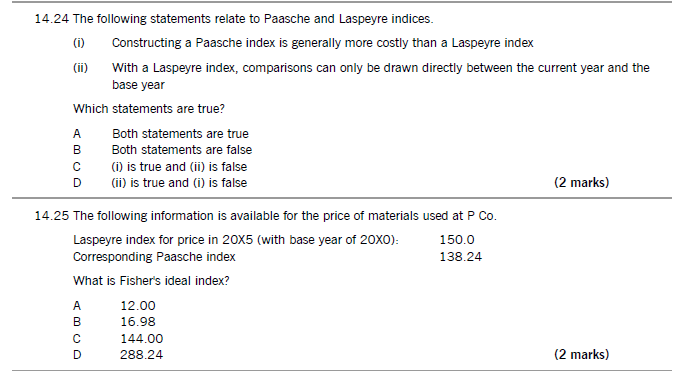 14.24 The following statements relate to Paasche and Laspeyre indices.
(i) Constructing a Paasche index is generally more costly than a Laspeyre index
(ii) With a Laspeyre index, comparisons can only be drawn directly between the current year and the
base year
Which statements are true?
A Both statements are true
B Both statements are false
C (i) is true and (ii) is false
D (ii) is true and (i) is false (2 marks)
14.25 The following information is available for the price of materials used at P Co.
Laspeyre index for price in 20X5 (with base year of 20X0): 150.0
Corresponding Paasche index 138.24
What is Fisher's ideal index?
A 12.00
B 16.98
C 144.00
D 288.24 (2 marks)